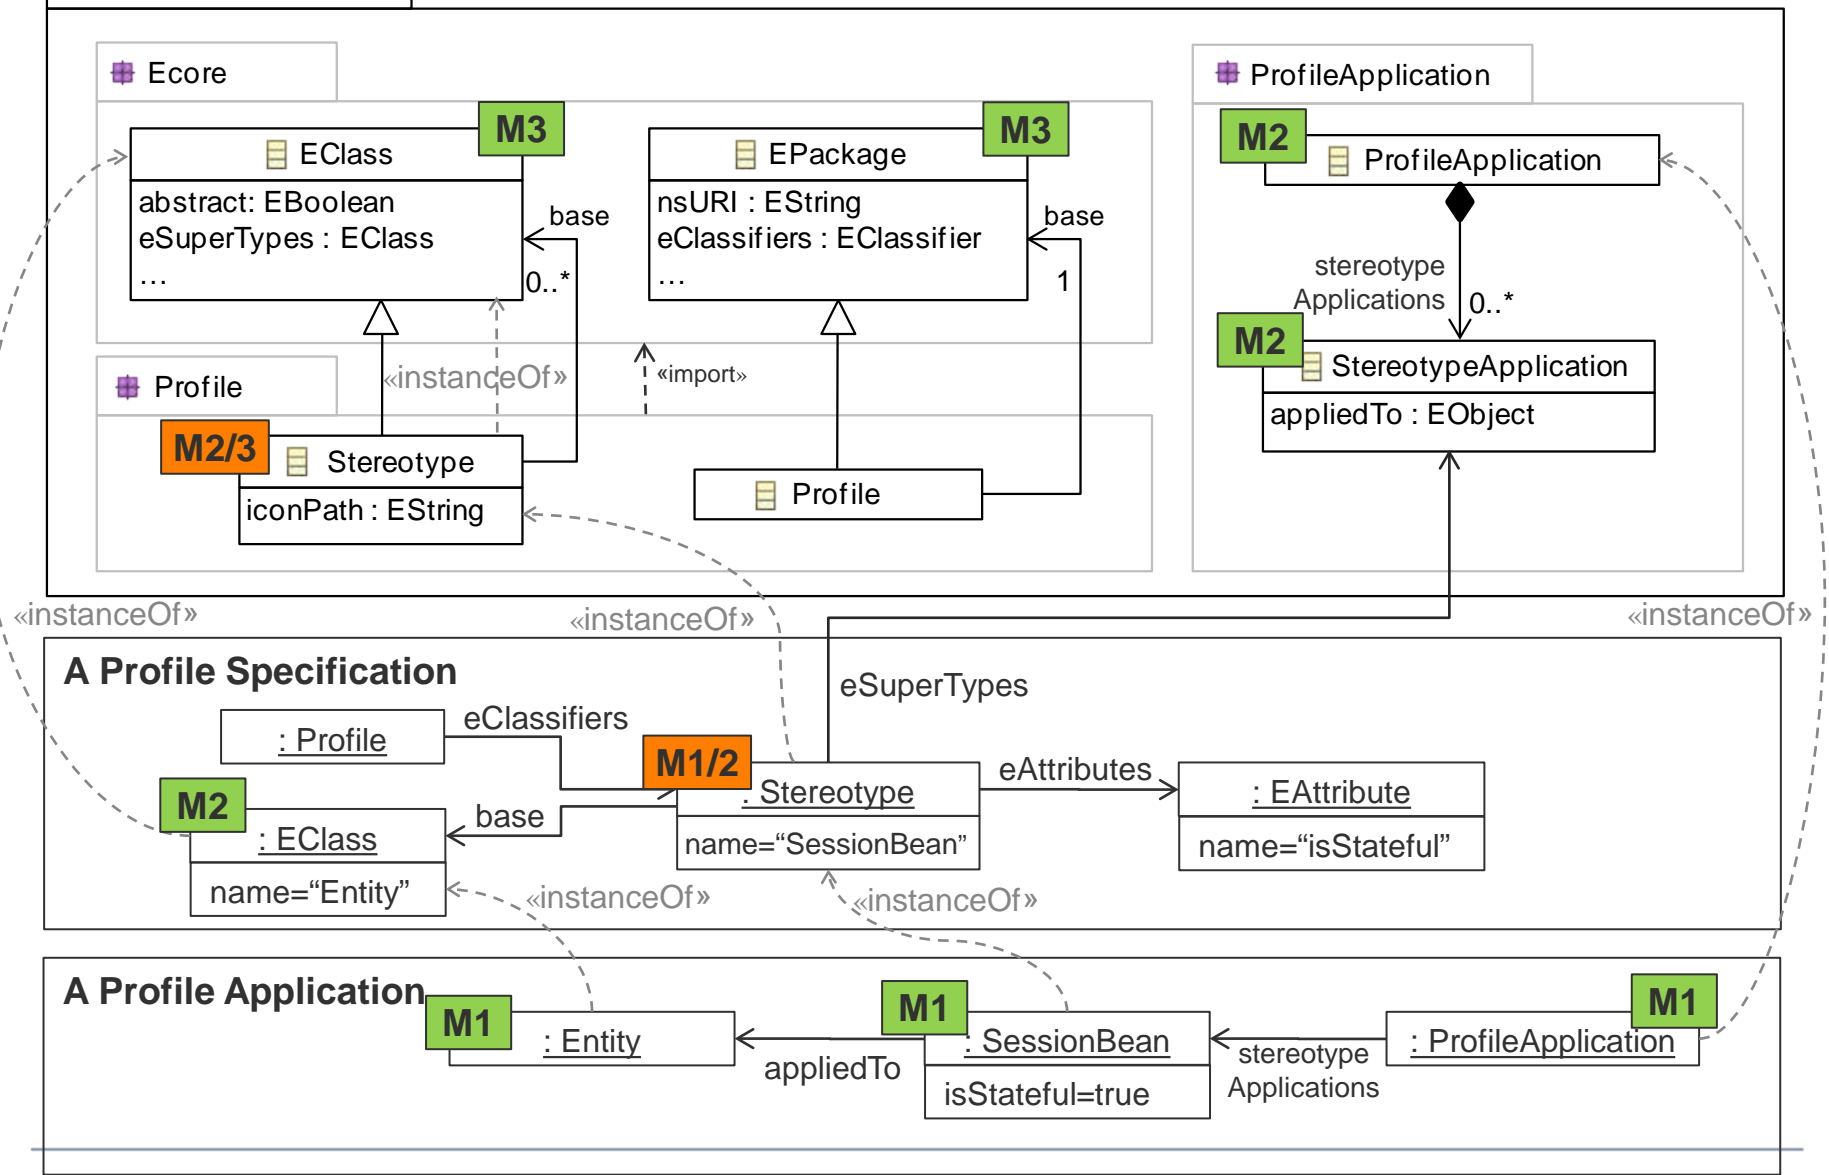 Ecore
ProfileApplication
M3
EClass
abstract: EBoolean
eSuperTypes : EClass
...
base
0..*
M3
EPackage
nsURI : EString
eClassifiers : EClassifier
...
base
1
M2
ProfileApplication
stereotype
Applications
0..*
M2
StereotypeApplication
appliedTo : EObject
«instanceOf»
«import»
Profile
M2/3
Stereotype
iconPath : EString
Profile
«instanceOf»
«instanceOf»
«instanceOf»
A Profile Specification
eSuperTypes
: Profile
eClassifiers
M1/2
: Stereotype
name="SessionBean"
eAttributes
: EAttribute
name=“isStateful”
M2
: EClass
name=“Entity”
base
«instanceOf»
«instanceOf»
A Profile Application
M1
: Entity
appliedTo
M1
: SessionBean
isStateful=true
stereotype
Applications
M1
: ProfileApplication